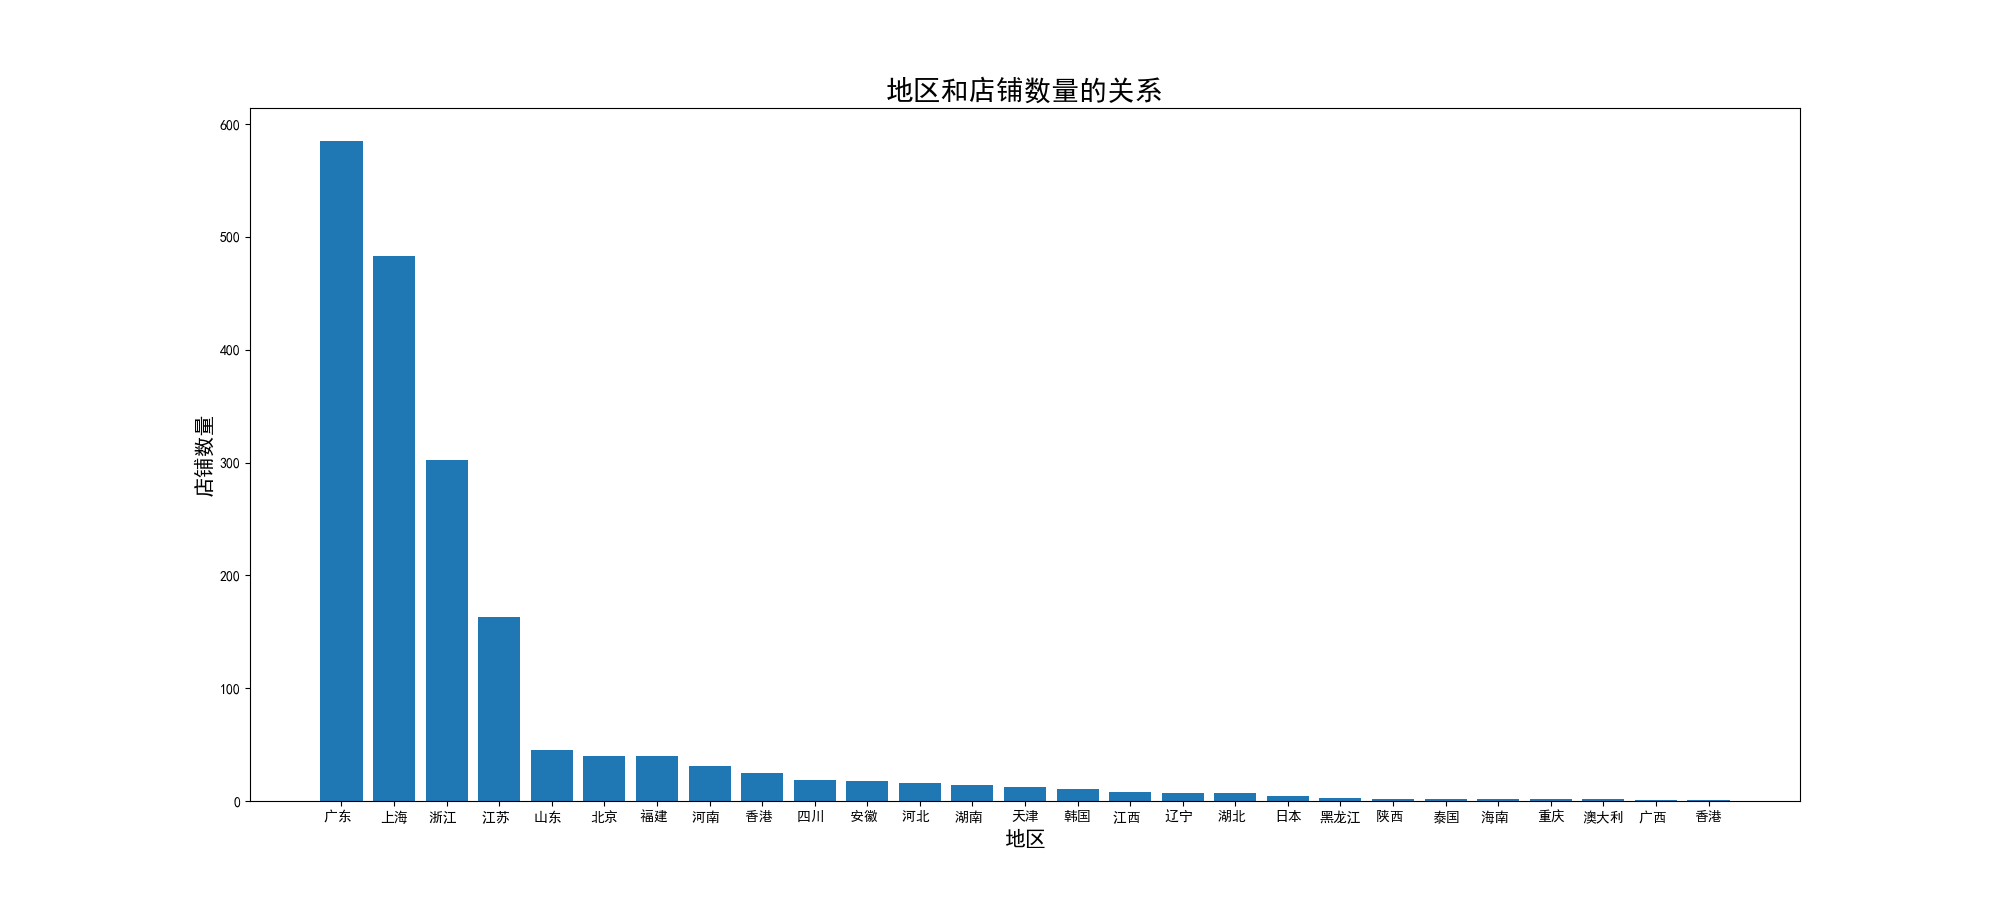 地区和店铺数量的关系
600
500
400
300
200
100
0
店铺数量
广东 上海 浙江 江苏 山东 北京 福建 河南 香港 四川 安徽 河北 湖南 天津 韩国 江西 辽宁 湖北 日本 黑龙江 陕西 泰国 海南 重庆 澳大利 广西 香港
地区